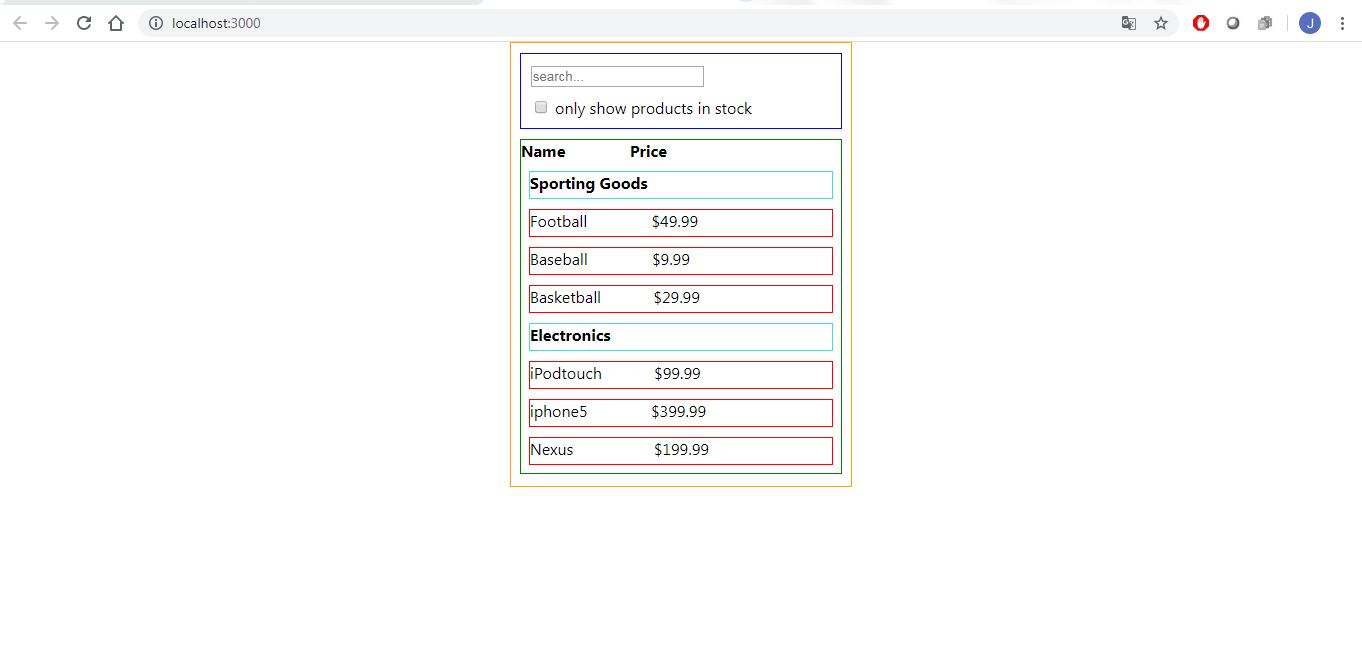 localhost:3000
J
search...
only show products in stock
Name Price
Sporting Goods
Football $49.99
Baseball $9.99
Basketball $29.99
Electronics
iPodtouch $99.99
iphone5 $399.99
Nexus $199.99